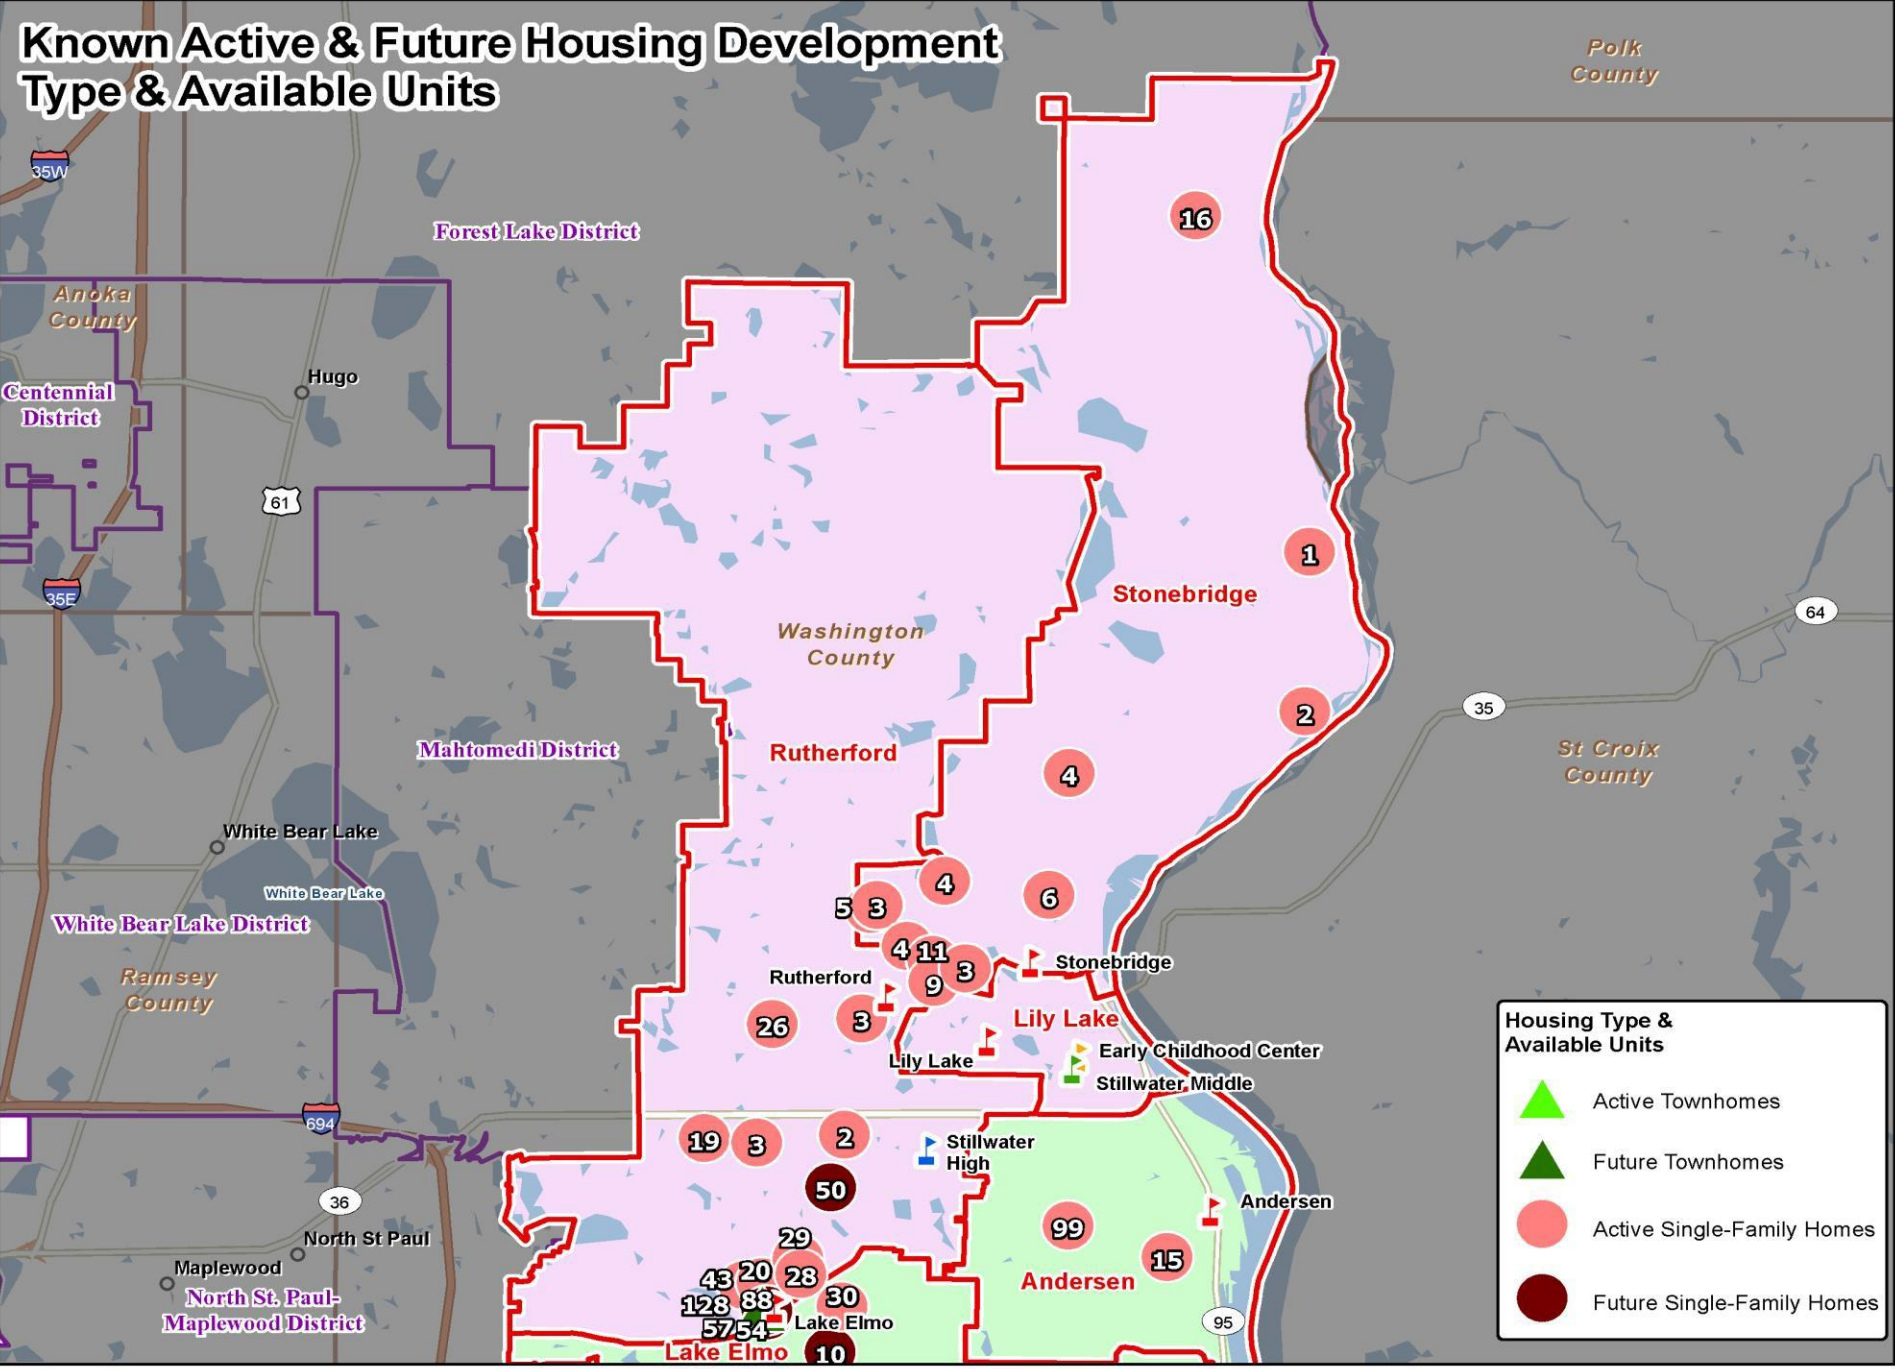 Known Active & Future Housing Development
Type & Available Units
Polk
County
35W
16
Forest Lake District
Anoka
County
Hugo
Centennial
District
61
1
35E
Stonebridge
64
Washington
County
35
2
Rutherford
Mahtomedi District
St Croix
County
4
White Bear Lake
4
6
White Bear Lake
5
3
White Bear Lake District
4
11
3
Stonebridge
Ramsey
County
Rutherford
9
26
3
Lily Lake
Lily Lake
Early Childhood Center
Stillwater Middle
694
19
3
2
Stillwater
High
50
36
Andersen
99
15
North St Paul
29
Maplewood
43
20
28
Andersen
North St. Paul-
Maplewood District
128
88
30
57
54
Lake Elmo
95
Lake Elmo
10
Housing Type &
Available Units
Active Townhomes
Future Townhomes
Active Single-Family Homes
Future Single-Family Homes